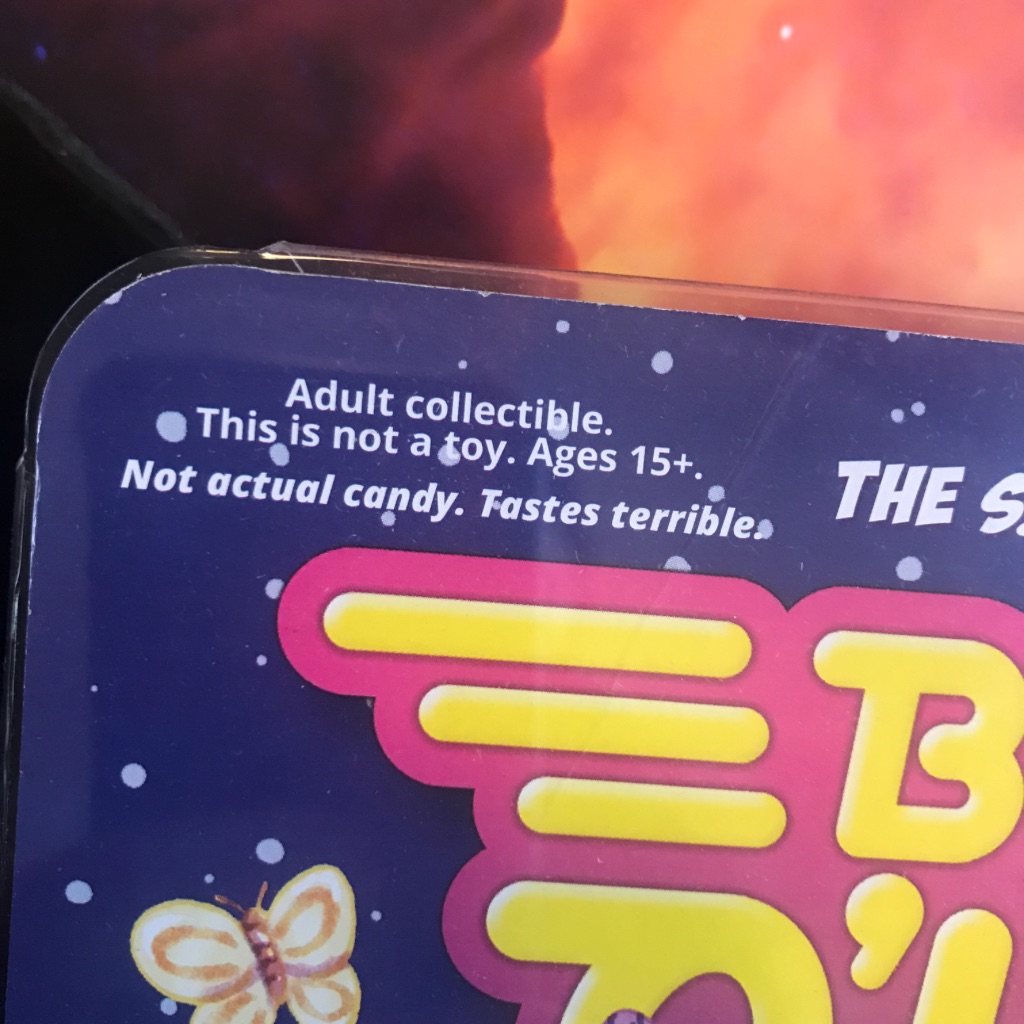 Adult collectible.
This is not a toy. Ages 15+.
Not actual candy. Tastes terrible.
THE
B